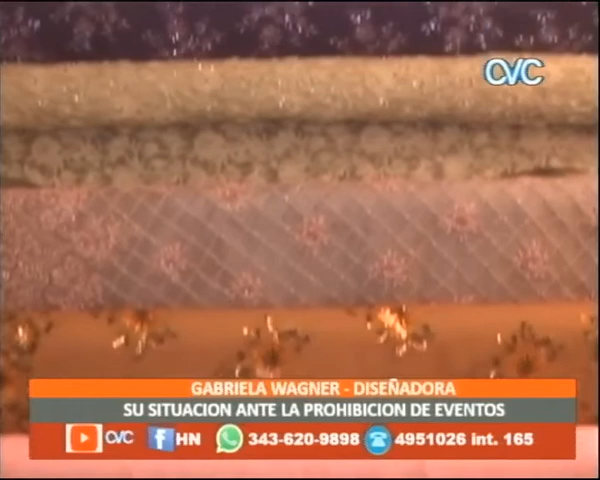 CVC
GABRIELA WAGNER - DISEÑADORA
SU SITUACION ANTE LA PROHIBICION DE EVENTOS
CVC f HN 343-620-9898 4951026 int. 165